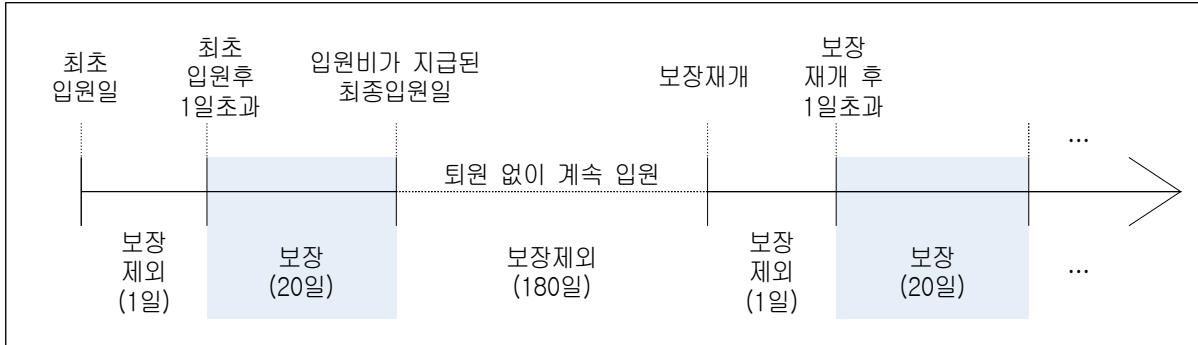 최초
입원일
최초
입원후
1일초과
입원비가 지급된
최종입원일
보장재개
보장
재개 후
1일초과
...
퇴원 없이 계속 입원
보장
제외
(1일)
보장
(20일)
보장제외
(180일)
보장
제외
(1일)
보장
(20일)
...